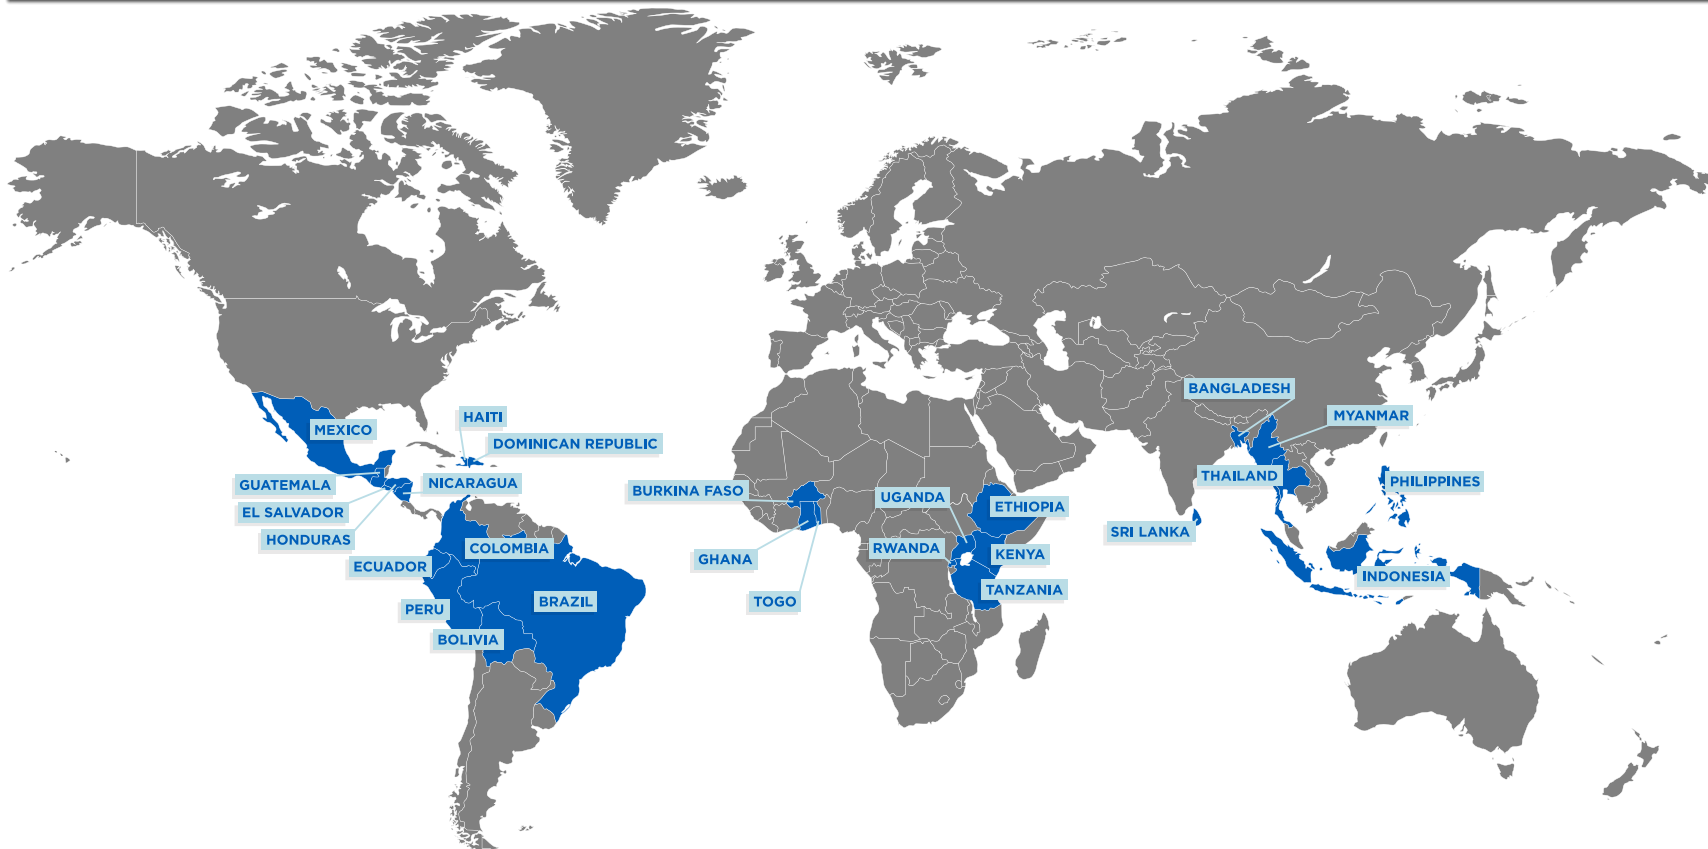 BANGLADESH
MYANMAR
HAITI
MEXICO
DOMINICAN REPUBLIC
THAILAND
PHILIPPINES
GUATEMALA
NICARAGUA
BURKINA FASO
UGANDA
ETHIOPIA
EL SALVADOR
SRI LANKA
HONDURAS
COLOMBIA
RWANDA
KENYA
GHANA
ECUADOR
INDONESIA
TANZANIA
BRAZIL
TOGO
PERU
BOLIVIA